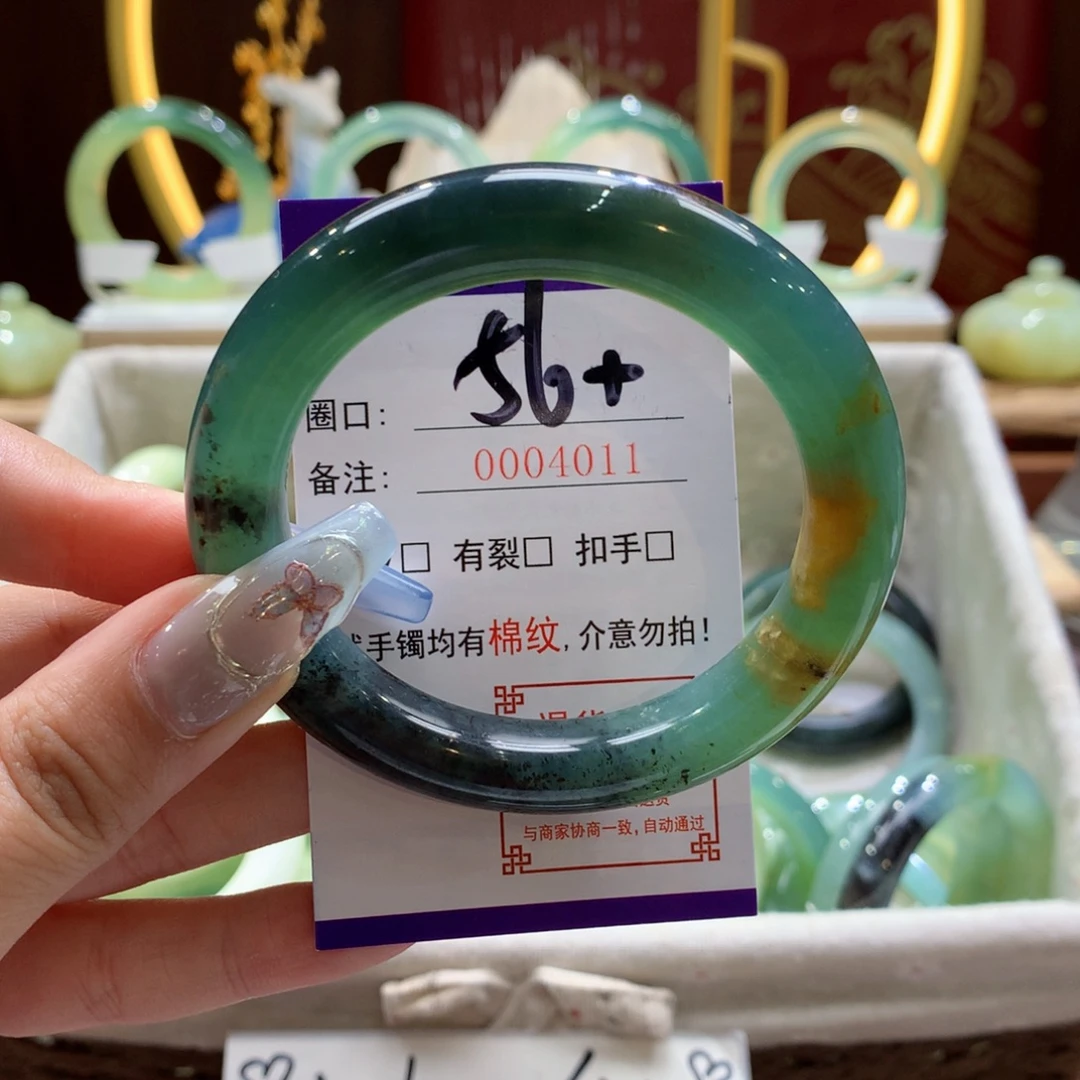 圈口: 56+
备注: 0004011
□ 有裂□ 扣手□
手镯均有棉纹,介意勿拍!
与商家协商一致,自动通过